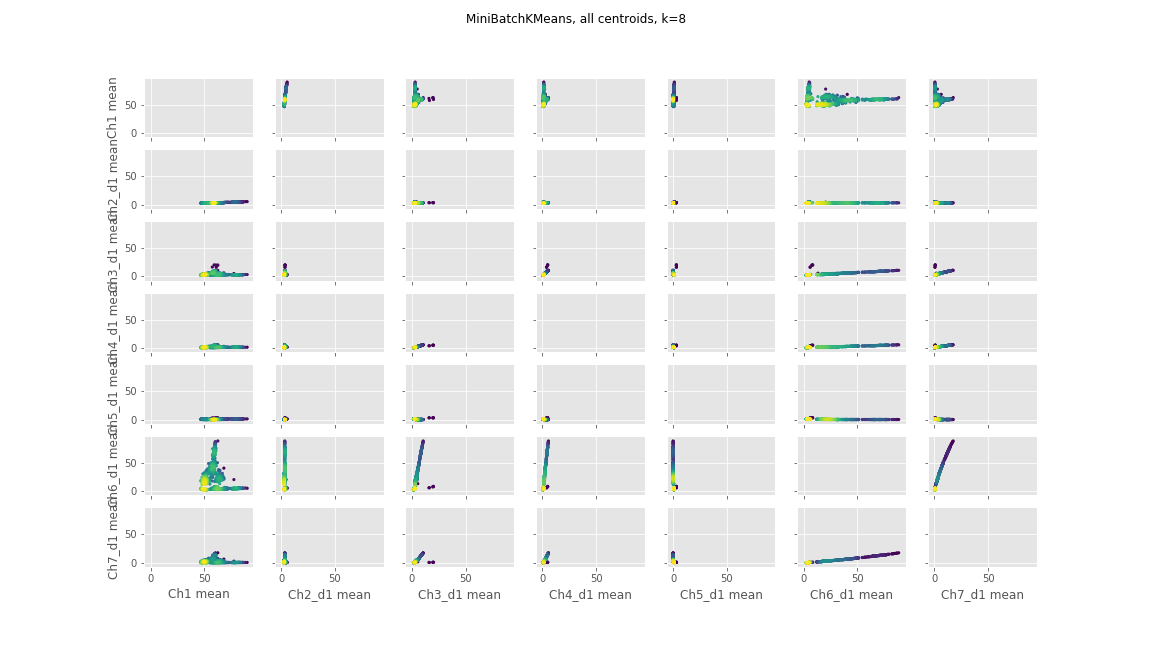 MiniBatchKMeans, all centroids, k=8
Ch1 mean
50
0
Ch2_d1 mean
50
0
Ch3_d1 mean
50
0
Ch4_d1 mean
50
0
Ch5_d1 mean
50
0
Ch6_d1 mean
50
0
Ch7_d1 mean
50
0
0 50 0 50 0 50 0 50 0 50 0 50 0 50
Ch1 mean Ch2_d1 mean Ch3_d1 mean Ch4_d1 mean Ch5_d1 mean Ch6_d1 mean Ch7_d1 mean